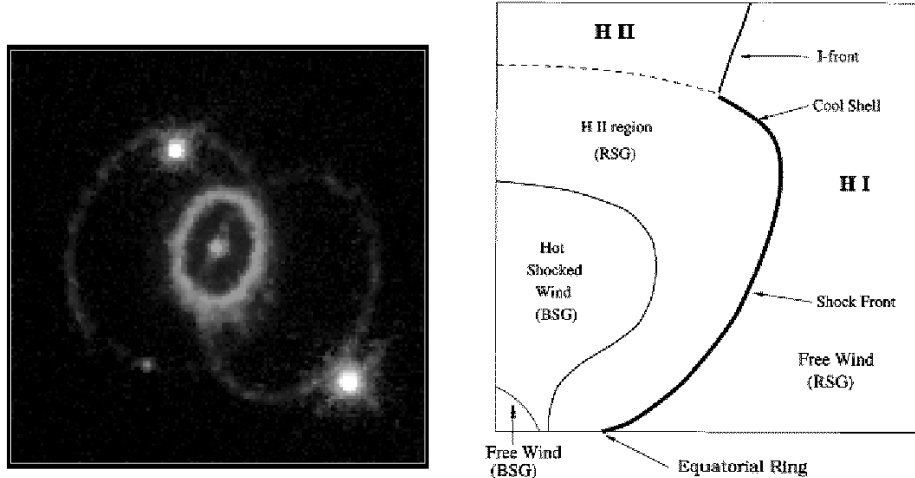 H II
I-front
Cool Shell
H II region
(RSG)
H I
Hot
Shocked
Wind
(BSG)
Shock Front
Free Wind
(RSG)
Free Wind
(BSG)
Equatorial Ring